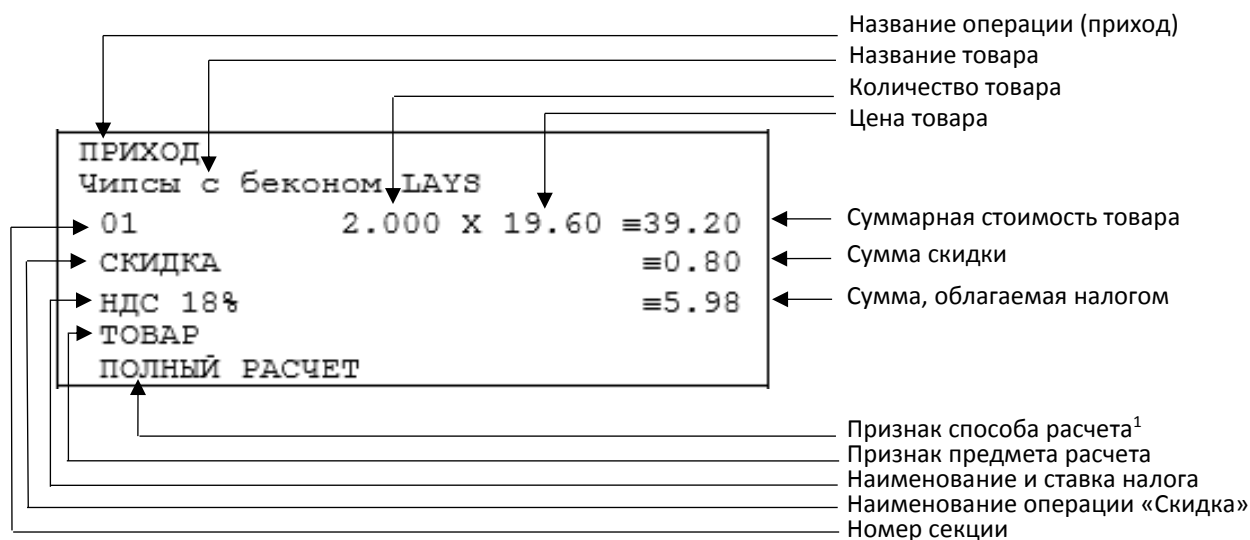 Название операции (приход)
Название товара
Количество товара
Цена товара
ПРИХОД
Чипсы с беконом LAYS
01 2.000 X 19.60 ≡39.20
Суммарная стоимость товара
СКИДКА ≡0.80
Сумма скидки
НДС 18% ≡5.98
Сумма, облагаемая налогом
ТОВАР
ПОЛНЫЙ РАСЧЕТ
Признак способа расчета1
Признак предмета расчета
Наименование и ставка налога
Наименование операции «Скидка»
Номер секции